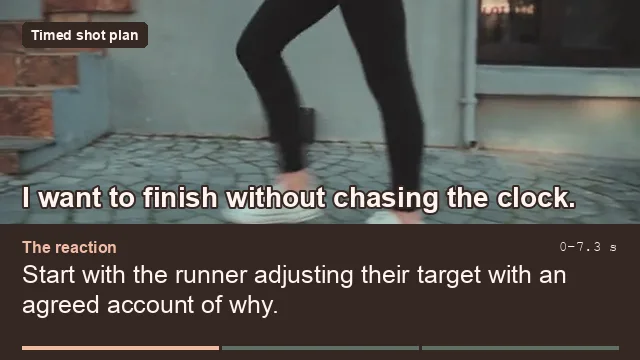 Timed shot plan
I want to finish without chasing the clock.
The reaction
0–7.3 s
Start with the runner adjusting their target with an
agreed account of why.